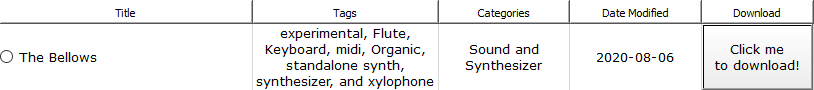 Title Tags Categories Date Modified Download
The Bellows
experimental, Flute,
Keyboard, midi, Organic,
standalone synth,
synthesizer, and xylophone
Sound and
Synthesizer
2020-08-06
Click me
to download!